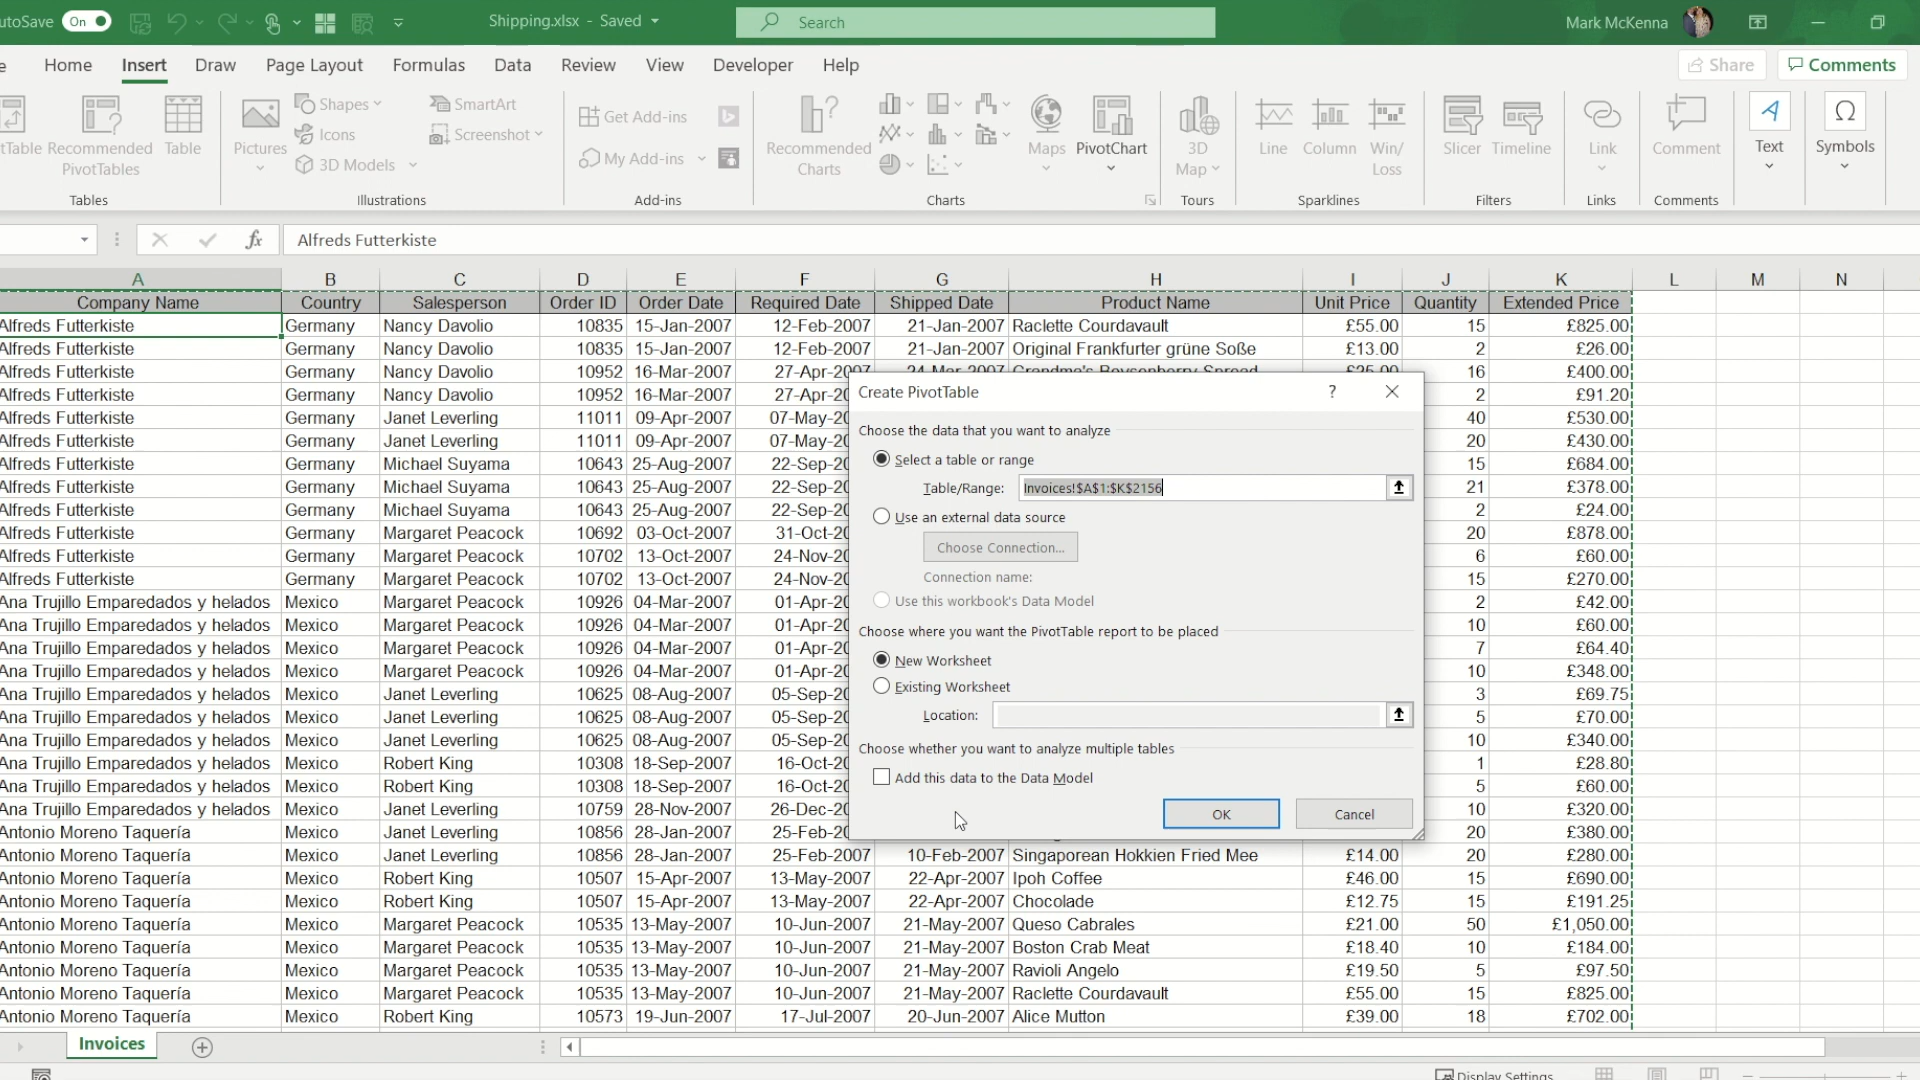 utoSave On Shipping.xlsx - Saved Search Mark McKenna
e Home Insert Draw Page Layout Formulas Data Review View Developer Help Share Comments
tTable Recommended PivotTables Table Pictures Shapes Icons 3D Models SmartArt Screenshot Get Add-ins My Add-ins Recommended Charts Maps PivotChart 3D Map Line Column Win/Loss Slicer Timeline Link Comment Text Symbols
Tables Illustrations Add-ins Charts Tours Sparklines Filters Links Comments
fx Alfreds Futterkiste
A B C D E F G H I J K L M N
Company Name Country Salesperson Order ID Order Date Required Date Shipped Date Product Name Unit Price Quantity Extended Price
Alfreds Futterkiste Germany Nancy Davolio 10835 15-Jan-2007 12-Feb-2007 21-Jan-2007 Raclette Courdavault £55.00 15 £825.00
Alfreds Futterkiste Germany Nancy Davolio 10835 15-Jan-2007 12-Feb-2007 21-Jan-2007 Original Frankfurter grüne Soße £13.00 2 £26.00
Alfreds Futterkiste Germany Nancy Davolio 10952 16-Mar-2007 16 £400.00
Alfreds Futterkiste Germany Nancy Davolio 10952 16-Mar-2007 27-Apr-20 2 £91.20
Alfreds Futterkiste Germany Janet Leverling 11011 09-Apr-2007 07-May-20 40 £530.00
Alfreds Futterkiste Germany Janet Leverling 11011 09-Apr-2007 07-May-20 20 £430.00
Alfreds Futterkiste Germany Michael Suyama 10643 25-Aug-2007 22-Sep-20 15 £684.00
Alfreds Futterkiste Germany Michael Suyama 10643 25-Aug-2007 22-Sep-20 21 £378.00
Alfreds Futterkiste Germany Michael Suyama 10643 25-Aug-2007 22-Sep-20 2 £24.00
Alfreds Futterkiste Germany Margaret Peacock 10692 03-Oct-2007 31-Oct-20 20 £878.00
Alfreds Futterkiste Germany Margaret Peacock 10702 13-Oct-2007 24-Nov-20 6 £60.00
Alfreds Futterkiste Germany Margaret Peacock 10702 13-Oct-2007 24-Nov-20 15 £270.00
Ana Trujillo Emparedados y helados Mexico Margaret Peacock 10926 04-Mar-2007 01-Apr-20 2 £42.00
Ana Trujillo Emparedados y helados Mexico Margaret Peacock 10926 04-Mar-2007 01-Apr-20 10 £60.00
Ana Trujillo Emparedados y helados Mexico Margaret Peacock 10926 04-Mar-2007 01-Apr-20 7 £64.40
Ana Trujillo Emparedados y helados Mexico Margaret Peacock 10926 04-Mar-2007 01-Apr-20 10 £348.00
Ana Trujillo Emparedados y helados Mexico Janet Leverling 10625 08-Aug-2007 05-Sep-20 3 £69.75
Ana Trujillo Emparedados y helados Mexico Janet Leverling 10625 08-Aug-2007 05-Sep-20 5 £70.00
Ana Trujillo Emparedados y helados Mexico Janet Leverling 10625 08-Aug-2007 05-Sep-20 10 £340.00
Ana Trujillo Emparedados y helados Mexico Robert King 10308 18-Sep-2007 16-Oct-20 1 £28.80
Ana Trujillo Emparedados y helados Mexico Robert King 10308 18-Sep-2007 16-Oct-20 5 £60.00
Ana Trujillo Emparedados y helados Mexico Janet Leverling 10759 28-Nov-2007 26-Dec-20 10 £320.00
Antonio Moreno Taquería Mexico Janet Leverling 10856 28-Jan-2007 25-Feb-20 20 £380.00
Antonio Moreno Taquería Mexico Janet Leverling 10856 28-Jan-2007 25-Feb-2007 10-Feb-2007 Singaporean Hokkien Fried Mee £14.00 20 £280.00
Antonio Moreno Taquería Mexico Robert King 10507 15-Apr-2007 13-May-2007 22-Apr-2007 Ipoh Coffee £46.00 15 £690.00
Antonio Moreno Taquería Mexico Robert King 10507 15-Apr-2007 13-May-2007 22-Apr-2007 Chocolade £12.75 15 £191.25
Antonio Moreno Taquería Mexico Margaret Peacock 10535 13-May-2007 10-Jun-2007 21-May-2007 Queso Cabrales £21.00 50 £1,050.00
Antonio Moreno Taquería Mexico Margaret Peacock 10535 13-May-2007 10-Jun-2007 21-May-2007 Boston Crab Meat £18.40 10 £184.00
Antonio Moreno Taquería Mexico Margaret Peacock 10535 13-May-2007 10-Jun-2007 21-May-2007 Ravioli Angelo £19.50 5 £97.50
Antonio Moreno Taquería Mexico Margaret Peacock 10535 13-May-2007 10-Jun-2007 21-May-2007 Raclette Courdavault £55.00 15 £825.00
Antonio Moreno Taquería Mexico Robert King 10573 19-Jun-2007 17-Jul-2007 20-Jun-2007 Alice Mutton £39.00 18 £702.00
Create PivotTable ?
Choose the data that you want to analyze
Select a table or range
Table/Range: Invoices!$A$1:$K$2156
Use an external data source
Choose Connection...
Connection name:
Use this workbook's Data Model
Choose where you want the PivotTable report to be placed
New Worksheet
Existing Worksheet
Location:
Choose whether you want to analyze multiple tables
Add this data to the Data Model
OK Cancel
Invoices
Display Settings